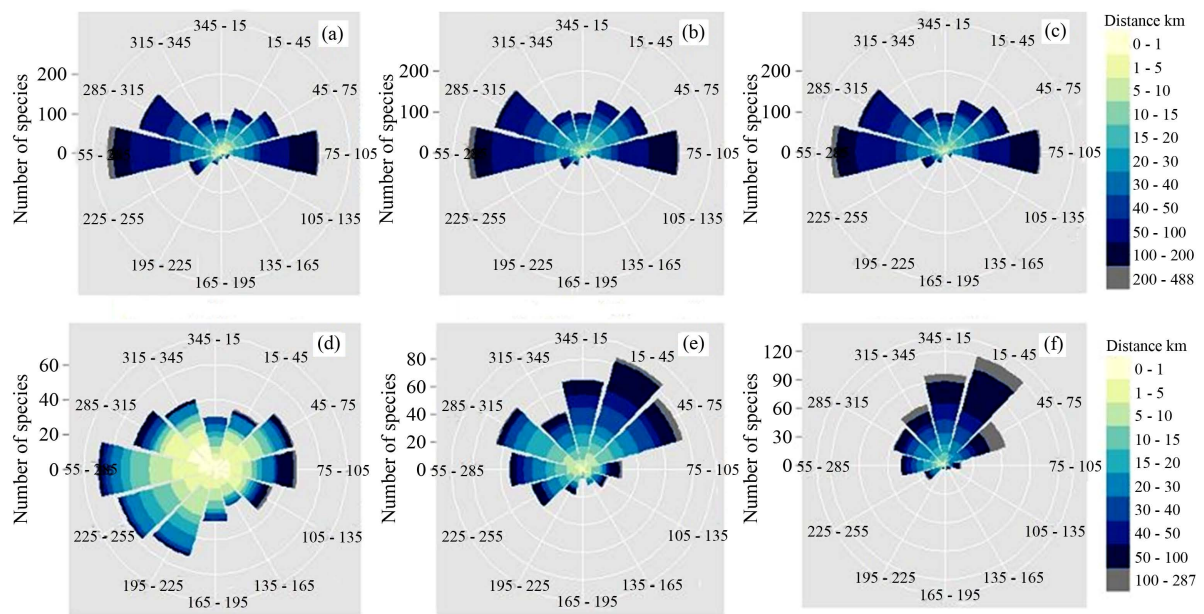 345 - 15
(a)
315 - 345
15 - 45
285 - 315
45 - 75
200
100
0
75 - 105
225 - 255
105 - 135
195 - 225
135 - 165
165 - 195
Number of species
345 - 15
(b)
315 - 345
15 - 45
285 - 315
45 - 75
200
100
0
75 - 105
225 - 255
105 - 135
195 - 225
135 - 165
165 - 195
Number of species
345 - 15
(c)
315 - 345
15 - 45
285 - 315
45 - 75
200
100
0
75 - 105
225 - 255
105 - 135
195 - 225
135 - 165
165 - 195
Number of species
Distance km
0 - 1
1 - 5
5 - 10
10 - 15
15 - 20
20 - 30
30 - 40
40 - 50
50 - 100
100 - 200
200 - 488
345 - 15
(d)
315 - 345
15 - 45
285 - 315
45 - 75
60
40
20
0
75 - 105
225 - 255
105 - 135
195 - 225
135 - 165
165 - 195
Number of species
345 - 15
(e)
315 - 345
15 - 45
285 - 315
45 - 75
80
60
40
20
0
55 - 285
75 - 105
225 - 255
105 - 135
195 - 225
135 - 165
165 - 195
Number of species
345 - 15
(f)
315 - 345
15 - 45
285 - 315
45 - 75
120
90
60
30
0
55 - 285
75 - 105
225 - 255
105 - 135
195 - 225
135 - 165
165 - 195
Number of species
Distance km
0 - 1
1 - 5
5 - 10
10 - 15
15 - 20
20 - 30
30 - 40
40 - 50
50 - 100
100 - 287